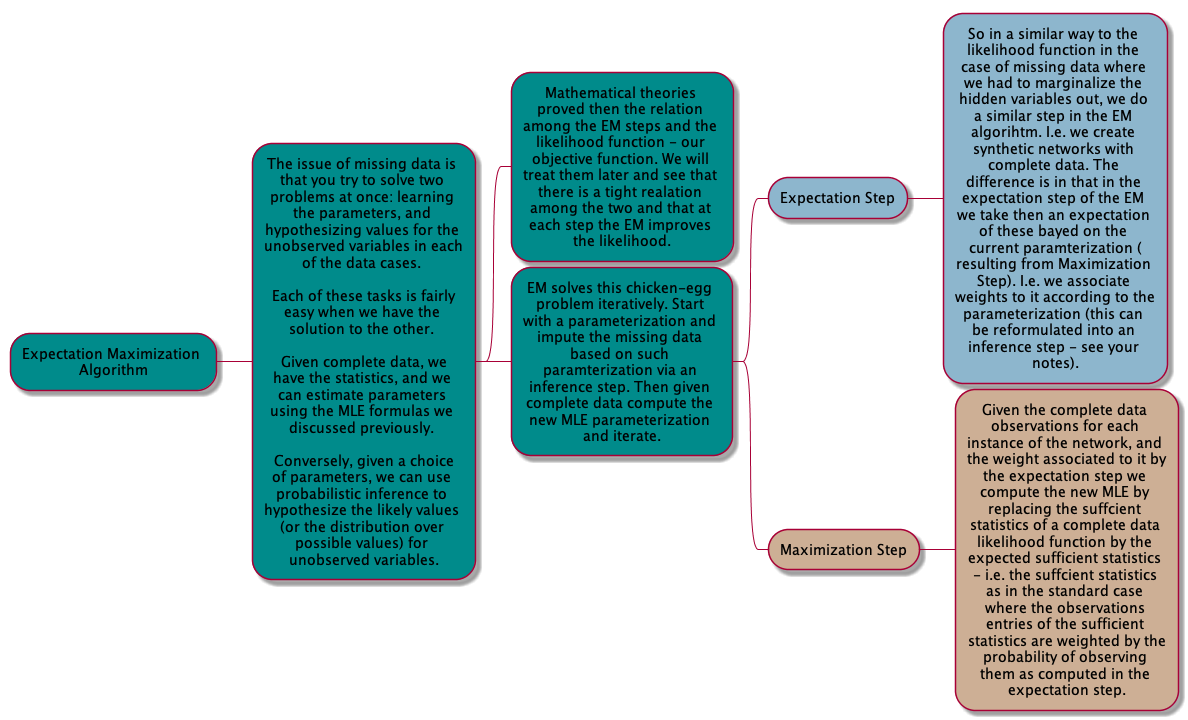 Expectation Maximization
Algorithm
The issue of missing data is
that you try to solve two
problems at once: learning
the parameters, and
hypothesizing values for the
unobserved variables in each
of the data cases.
Each of these tasks is fairly
easy when we have the
solution to the other.
Given complete data, we
have the statistics, and we
can estimate parameters
using the MLE formulas we
discussed previously.
Conversely, given a choice
of parameters, we can use
probabilistic inference to
hypothesize the likely values
(or the distribution over
possible values) for
unobserved variables.
Mathematical theories
proved then the relation
among the EM steps and the
likelihood function – our
objective function. We will
treat them later and see that
there is a tight realation
among the two and that at
each step the EM improves
the likelihood.
EM solves this chicken-egg
problem iteratively. Start
with a parameterization and
impute the missing data
based on such
paramterization via an
inference step. Then given
complete data compute the
new MLE parameterization
and iterate.
Expectation Step
So in a similar way to the
likelihood function in the
case of missing data where
we had to marginalize the
hidden variables out, we do
a similar step in the EM
algorihtm. I.e. we create
synthetic networks with
complete data. The
difference is in that in the
expectation step of the EM
we take then an expectation
of these bayed on the
current paramterization (
resulting from Maximization
Step). I.e. we associate
weights to it according to the
parameterization (this can
be reformulated into an
inference step – see your
notes).
Maximization Step
Given the complete data
observations for each
instance of the network, and
the weight associated to it by
the expectation step we
compute the new MLE by
replacing the suffcient
statistics of a complete data
likelihood function by the
expected sufficient statistics
– i.e. the suffcient statistics
as in the standard case
where the observations
entries of the sufficient
statistics are weighted by the
probability of observing
them as computed in the
expectation step.